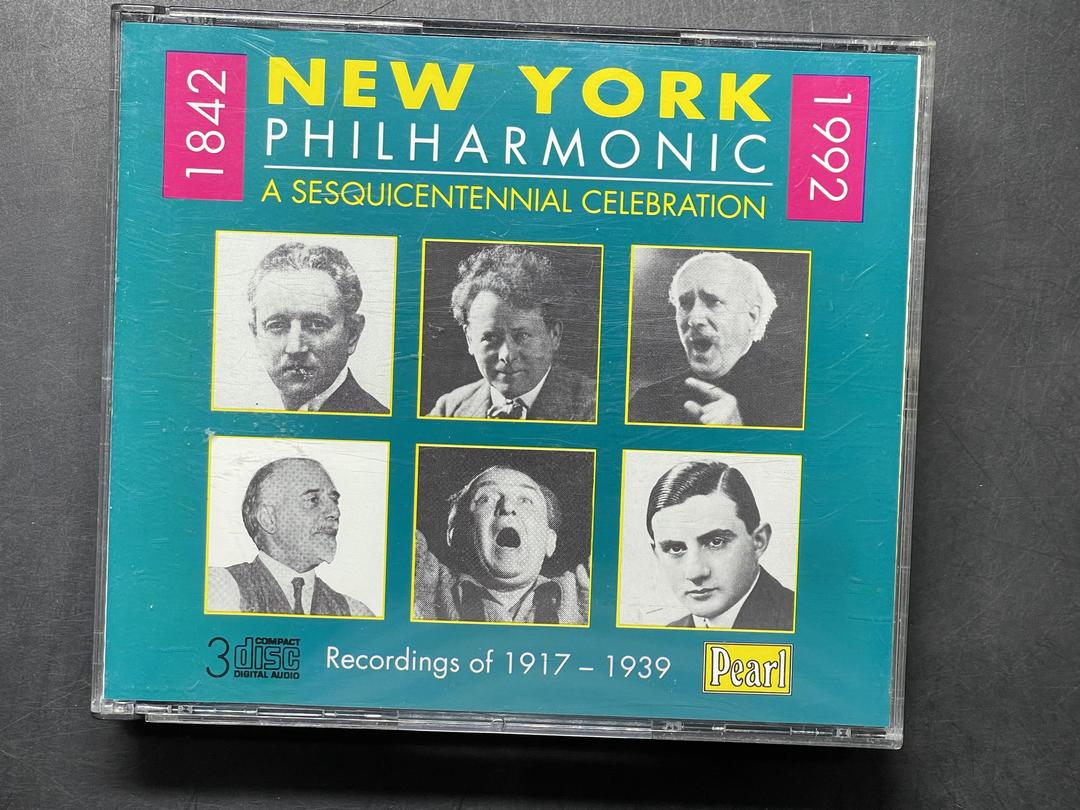 1842
NEW YORK
PHILHARMONIC
A SESQUICENTENNIAL CELEBRATION
1992
3
COMPACT
disc
DIGITAL AUDIO
Recordings of 1917 – 1939
Pearl